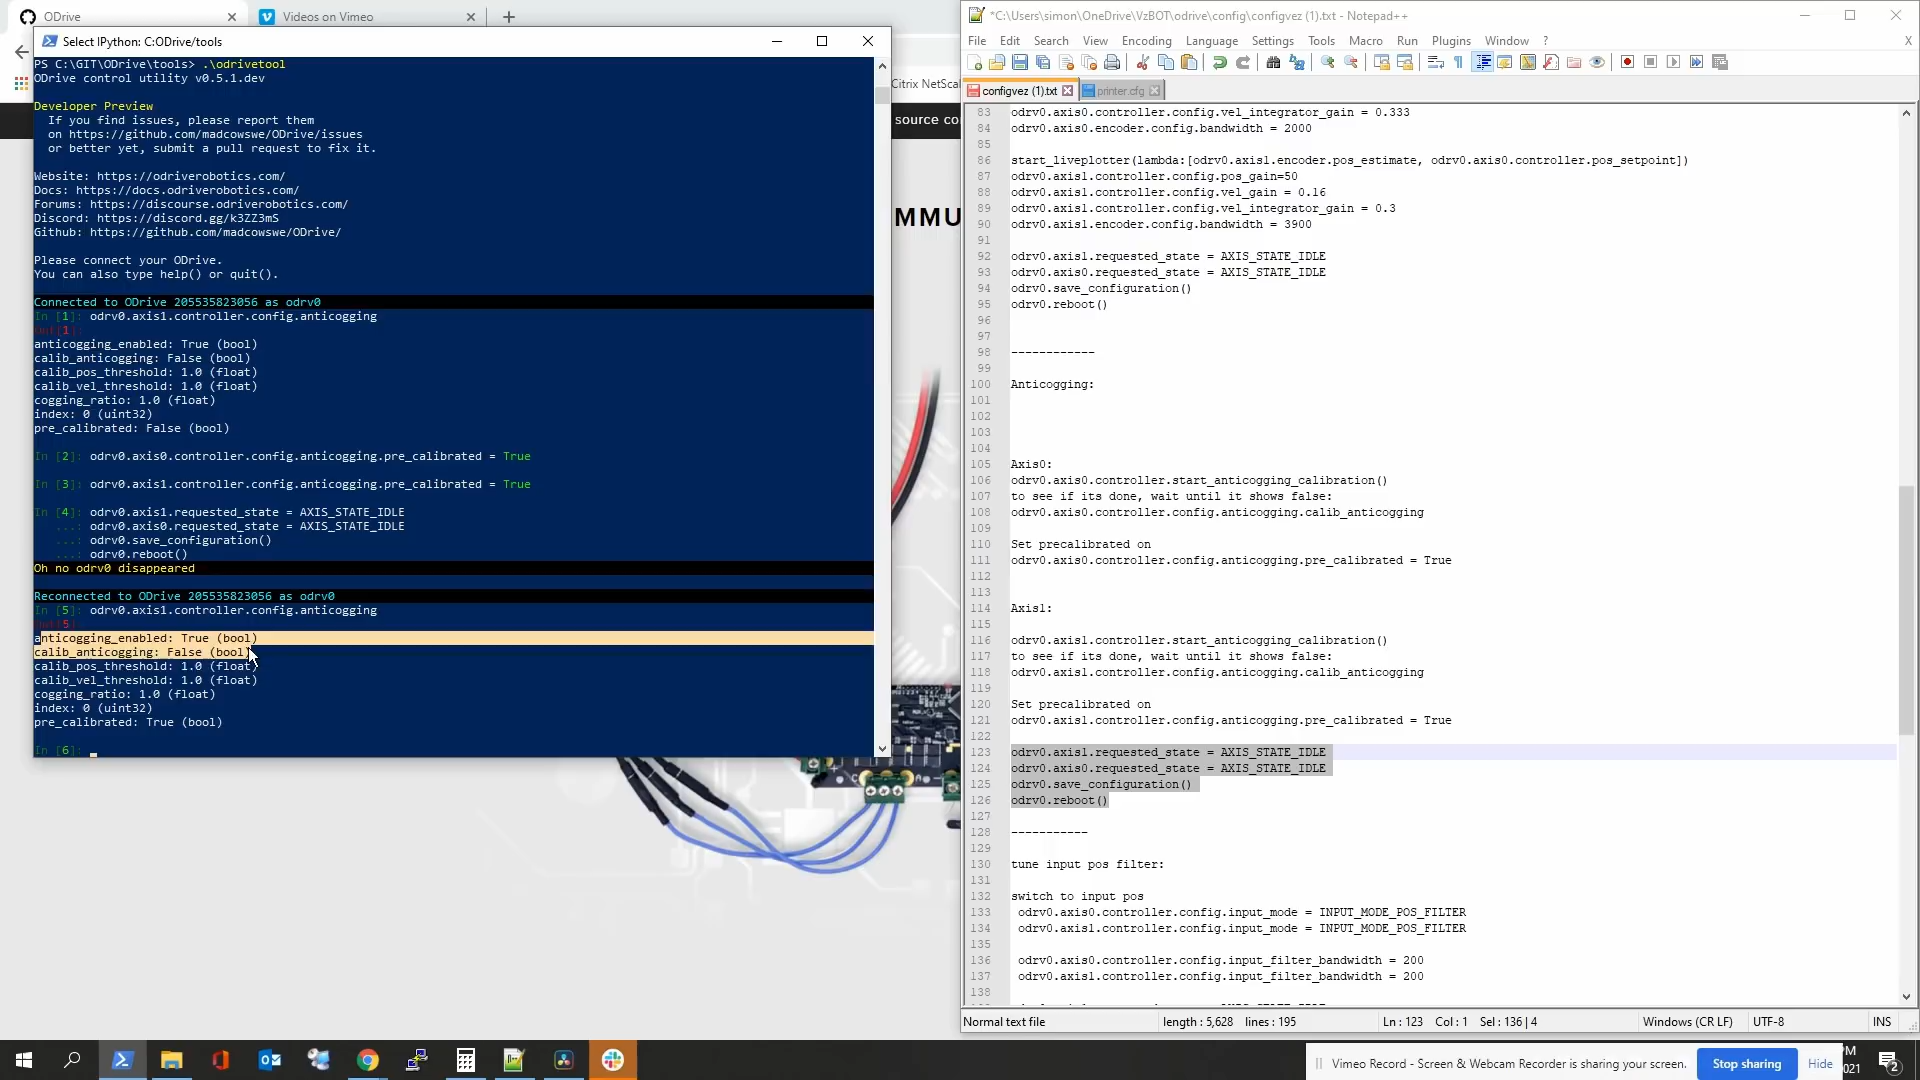 ODrive
Videos on Vimeo
Select IPython: C:ODrive/tools
PS C:\GIT\ODrive\tools> .\odrivetool
ODrive control utility v0.5.1.dev
Developer Preview
If you find issues, please report them
on https://github.com/madcowswe/ODrive/issues
or better yet, submit a pull request to fix it.
Website: https://odriverobotics.com/
Docs: https://docs.odriverobotics.com/
Forums: https://discourse.odriverobotics.com/
Discord: https://discord.gg/k3ZZ3mS
Github: https://github.com/madcowswe/ODrive/
Please connect your ODrive.
You can also type help() or quit().
Connected to ODrive 205535823056 as odrv0
In [1]: odrv0.axis1.controller.config.anticogging
Out[1]:
anticogging_enabled: True (bool)
calib_anticogging: False (bool)
calib_pos_threshold: 1.0 (float)
calib_vel_threshold: 1.0 (float)
cogging_ratio: 1.0 (float)
index: 0 (uint32)
pre_calibrated: False (bool)
In [2]: odrv0.axis0.controller.config.anticogging.pre_calibrated = True
In [3]: odrv0.axis1.controller.config.anticogging.pre_calibrated = True
In [4]: odrv0.axis1.requested_state = AXIS_STATE_IDLE
...: odrv0.axis0.requested_state = AXIS_STATE_IDLE
...: odrv0.save_configuration()
...: odrv0.reboot()
Oh no odrv0 disappeared
Reconnected to ODrive 205535823056 as odrv0
In [5]: odrv0.axis1.controller.config.anticogging
Out[5]:
anticogging_enabled: True (bool)
calib_anticogging: False (bool)
calib_pos_threshold: 1.0 (float)
calib_vel_threshold: 1.0 (float)
cogging_ratio: 1.0 (float)
index: 0 (uint32)
pre_calibrated: True (bool)
In [6]:
Citrix NetSca
source co
MMU
*C:\Users\simon\OneDrive\VzBOT\odrive\config\configvez (1).txt - Notepad++
File Edit Search View Encoding Language Settings Tools Macro Run Plugins Window ? X
configvez (1).txt printer.cfg
83 odrv0.axis0.controller.config.vel_integrator_gain = 0.333
84 odrv0.axis0.encoder.config.bandwidth = 2000
85
86 start_liveplotter(lambda:[odrv0.axis1.encoder.pos_estimate, odrv0.axis0.controller.pos_setpoint])
87 odrv0.axis1.controller.config.pos_gain=50
88 odrv0.axis1.controller.config.vel_gain = 0.16
89 odrv0.axis1.controller.config.vel_integrator_gain = 0.3
90 odrv0.axis1.encoder.config.bandwidth = 3900
91
92 odrv0.axis1.requested_state = AXIS_STATE_IDLE
93 odrv0.axis0.requested_state = AXIS_STATE_IDLE
94 odrv0.save_configuration()
95 odrv0.reboot()
96
97
98 ------------
99
100 Anticogging:
101
102
103
104
105 Axis0:
106 odrv0.axis0.controller.start_anticogging_calibration()
107 to see if its done, wait until it shows false:
108 odrv0.axis0.controller.config.anticogging.calib_anticogging
109
110 Set precalibrated on
111 odrv0.axis0.controller.config.anticogging.pre_calibrated = True
112
113
114 Axis1:
115
116 odrv0.axis1.controller.start_anticogging_calibration()
117 to see if its done, wait until it shows false:
118 odrv0.axis1.controller.config.anticogging.calib_anticogging
119
120 Set precalibrated on
121 odrv0.axis1.controller.config.anticogging.pre_calibrated = True
122
123 odrv0.axis1.requested_state = AXIS_STATE_IDLE
124 odrv0.axis0.requested_state = AXIS_STATE_IDLE
125 odrv0.save_configuration()
126 odrv0.reboot()
127
128 -----------
129
130 tune input pos filter:
131
132 switch to input pos
133 odrv0.axis0.controller.config.input_mode = INPUT_MODE_POS_FILTER
134 odrv0.axis1.controller.config.input_mode = INPUT_MODE_POS_FILTER
135
136 odrv0.axis0.controller.config.input_filter_bandwidth = 200
137 odrv0.axis1.controller.config.input_filter_bandwidth = 200
138
Normal text file length : 5,628 lines : 195 Ln : 123 Col : 1 Sel : 136 | 4 Windows (CR LF) UTF-8 INS
Vimeo Record - Screen & Webcam Recorder is sharing your screen. Stop sharing Hide
PM
2021
2